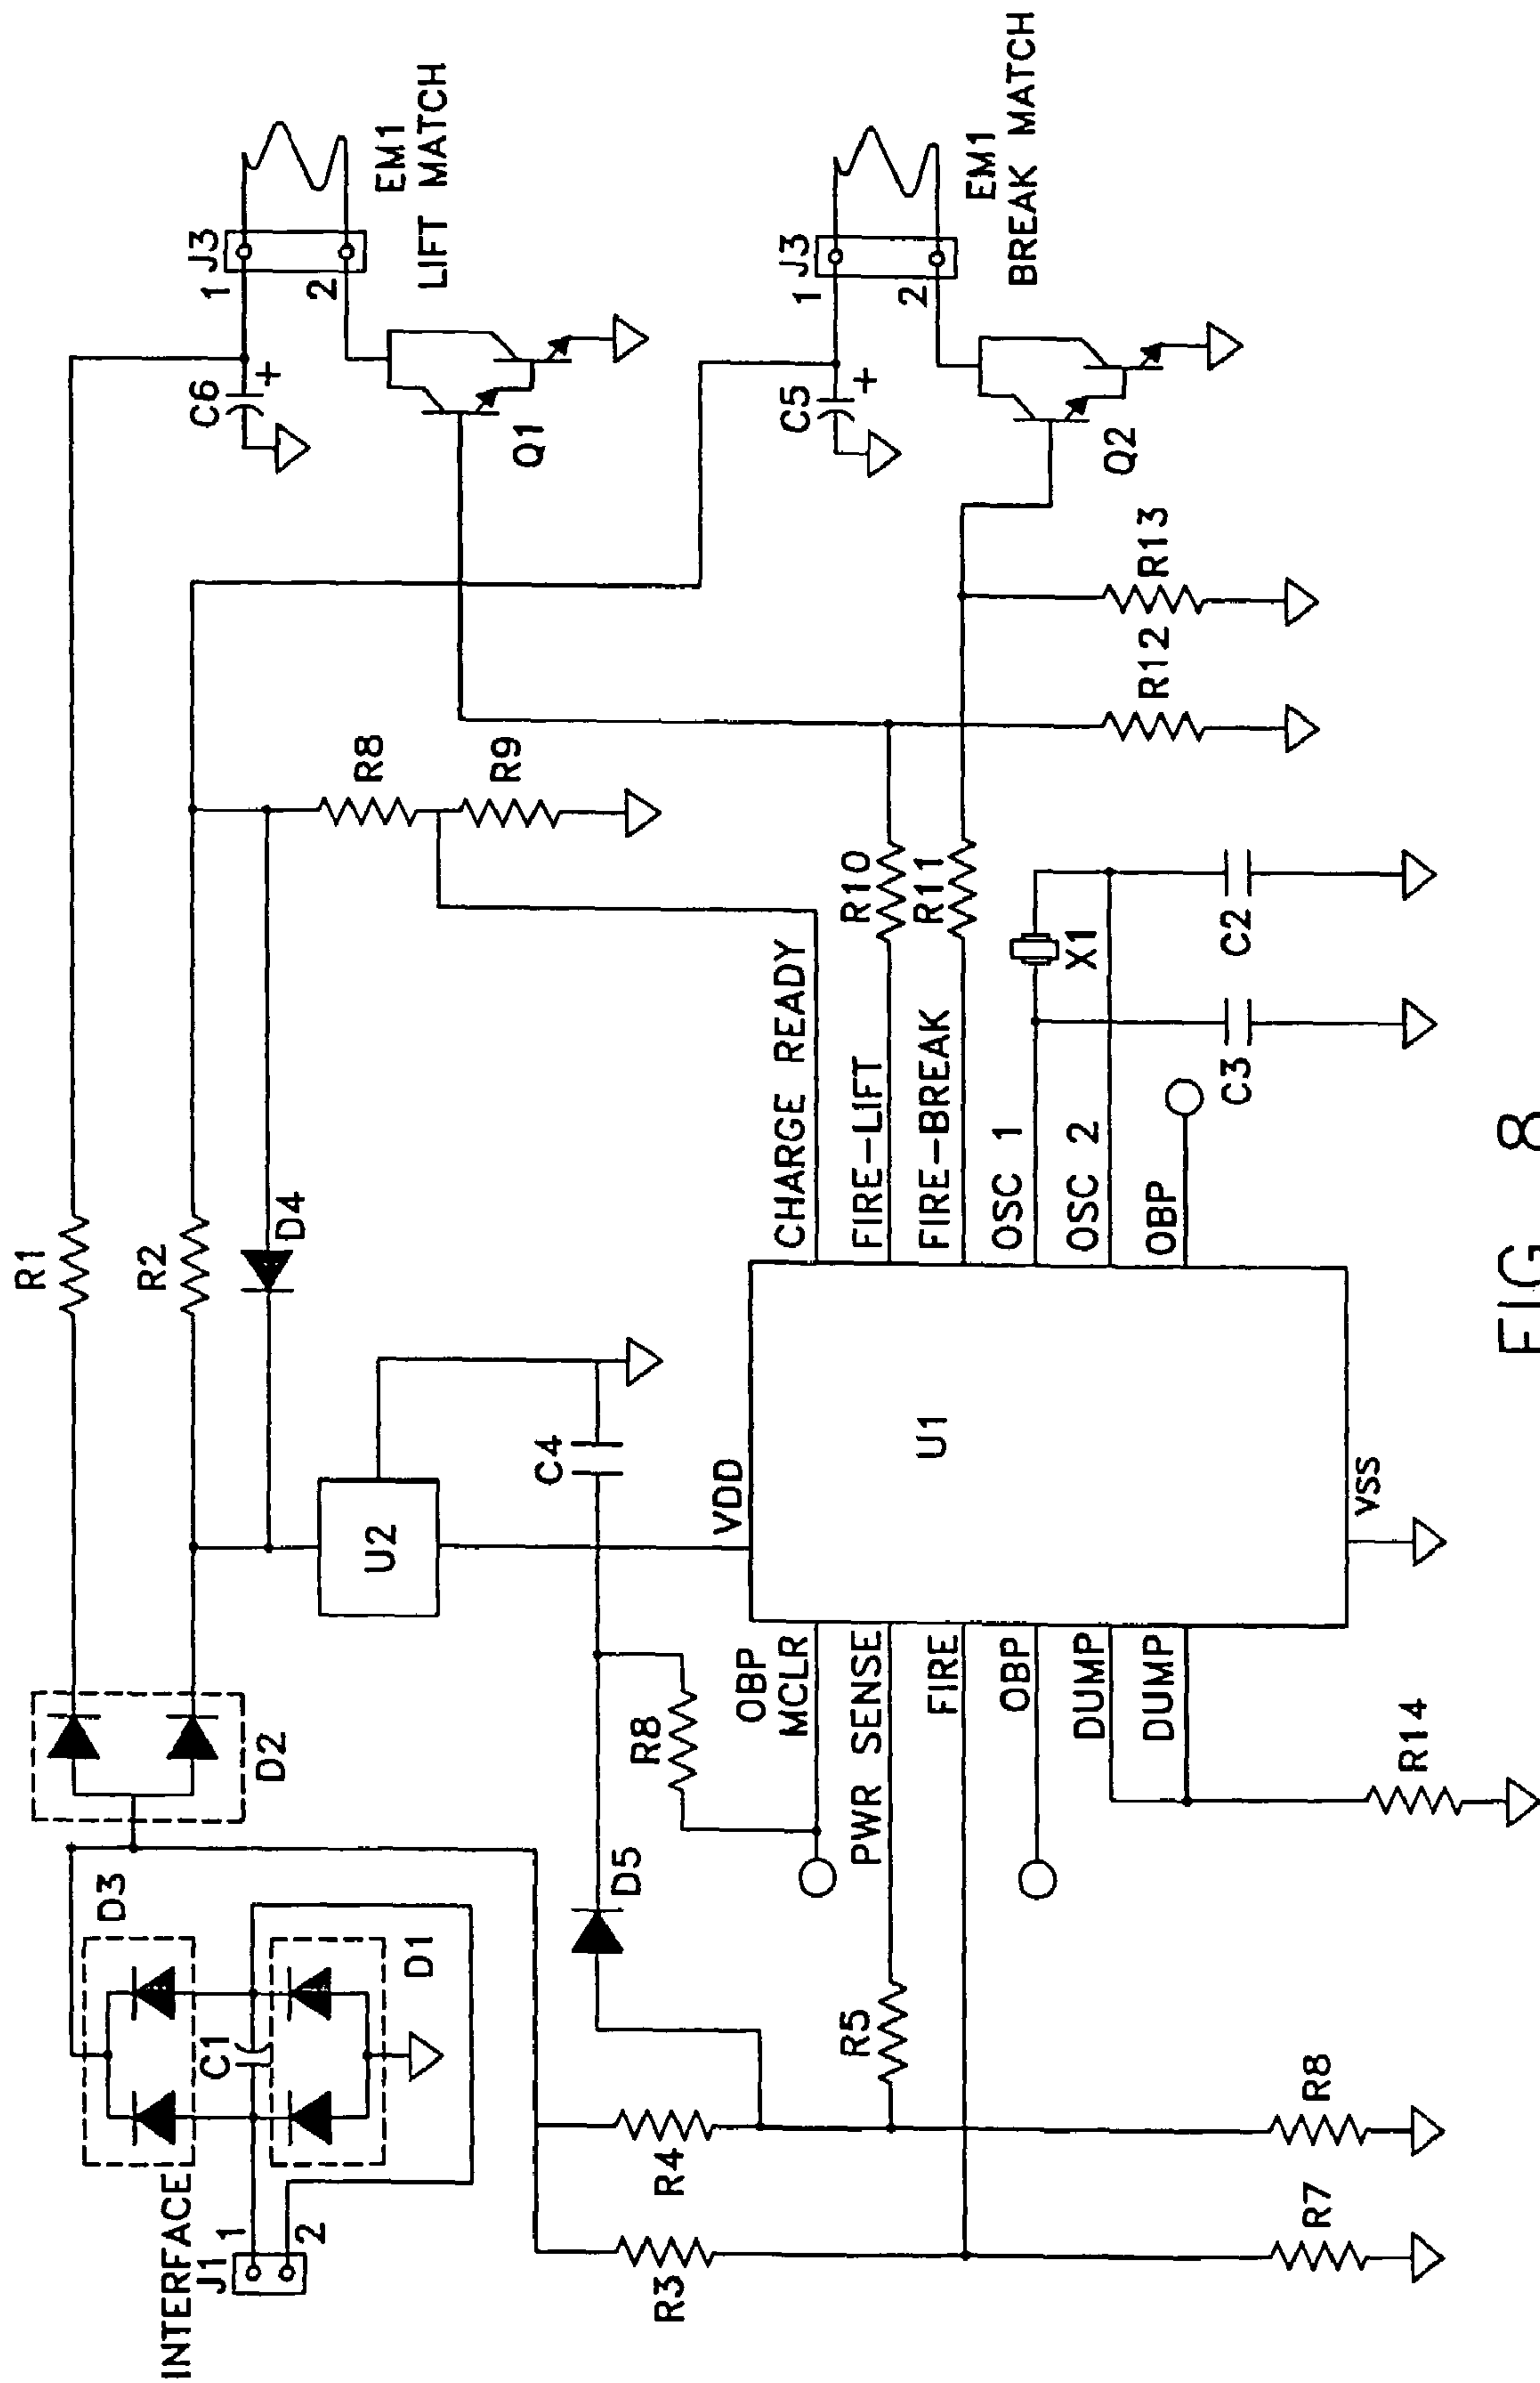 INTERFACE
J1
1
2
D3
C1
D1
D2
R1
R2
D4
U2
C4
D5
R8
R8
R9
C6
+
J3
1
2
EM1
LIFT MATCH
Q1
C5
+
J3
1
2
EM1
BREAK MATCH
Q2
R3
R4
R5
R7
R8
R14
VDD
U1
VSS
OBP
MCLR
PWR SENSE
FIRE
OBP
DUMP
DUMP
CHARGE READY
FIRE-LIFT
FIRE-BREAK
OSC 1
OSC 2
OBP
R10
R11
X1
C3
C2
R12
R13
FIG 8